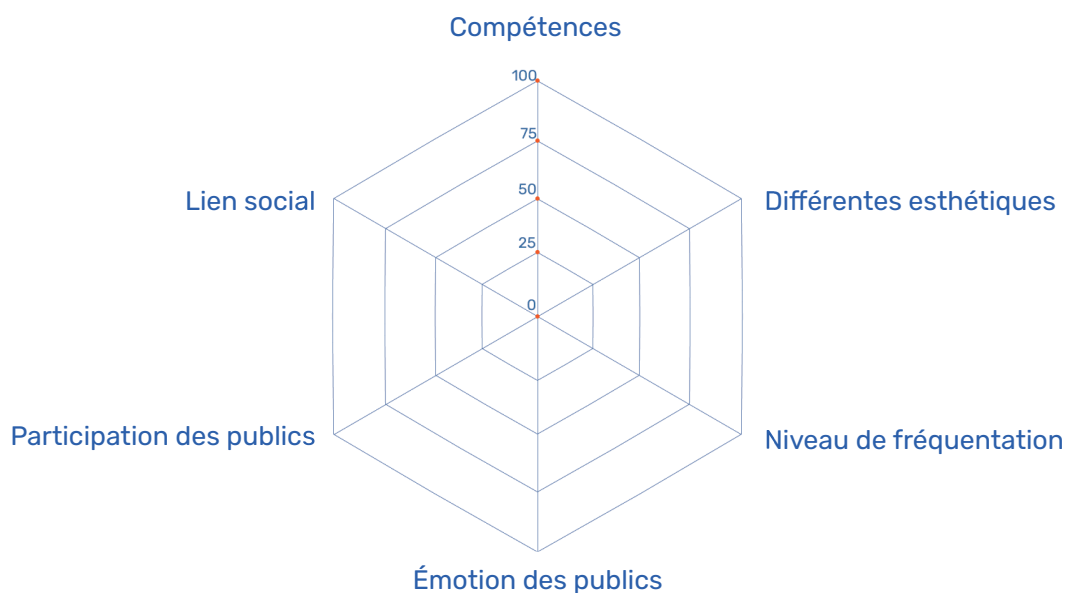 Compétences
100
75
50
25
0
Lien social
Différentes esthétiques
Participation des publics
Niveau de fréquentation
Émotion des publics